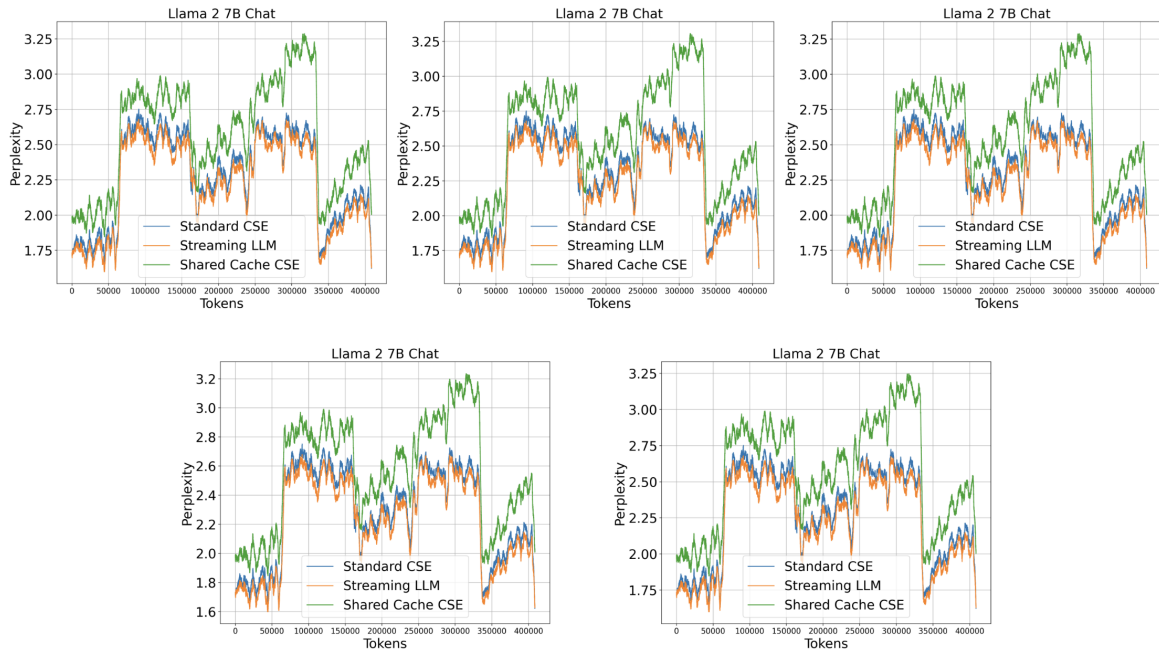 Llama 2 7B Chat
Perplexity
3.25
3.00
2.75
2.50
2.25
2.00
1.75
Standard CSE
Streaming LLM
Shared Cache CSE
0 50000 100000 150000 200000 250000 300000 350000 400000
Tokens
Llama 2 7B Chat
Perplexity
3.25
3.00
2.75
2.50
2.25
2.00
1.75
Standard CSE
Streaming LLM
Shared Cache CSE
0 50000 100000 150000 200000 250000 300000 350000 400000
Tokens
Llama 2 7B Chat
Perplexity
3.25
3.00
2.75
2.50
2.25
2.00
1.75
Standard CSE
Streaming LLM
Shared Cache CSE
0 50000 100000 150000 200000 250000 300000 350000 400000
Tokens
Llama 2 7B Chat
Perplexity
3.2
3.0
2.8
2.6
2.4
2.2
2.0
1.8
1.6
Standard CSE
Streaming LLM
Shared Cache CSE
0 50000 100000 150000 200000 250000 300000 350000 400000
Tokens
Llama 2 7B Chat
Perplexity
3.25
3.00
2.75
2.50
2.25
2.00
1.75
Standard CSE
Streaming LLM
Shared Cache CSE
0 50000 100000 150000 200000 250000 300000 350000 400000
Tokens